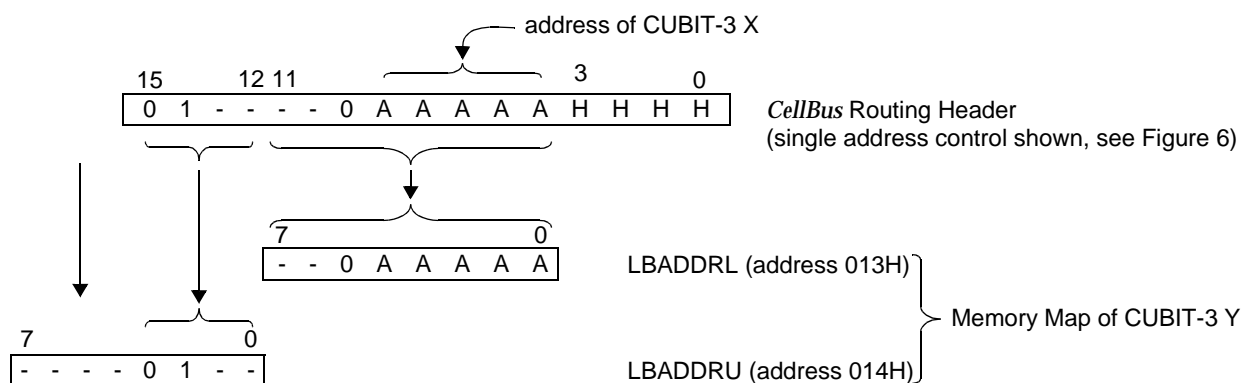 address of CUBIT-3 X
15 12 11 3 0
0 1 - - - - 0 A A A A A H H H H
CellBus Routing Header
(single address control shown, see Figure 6)
7 0
- - 0 A A A A A
LBADDRL (address 013H)
Memory Map of CUBIT-3 Y
7 0
- - - - 0 1 - -
LBADDRU (address 014H)